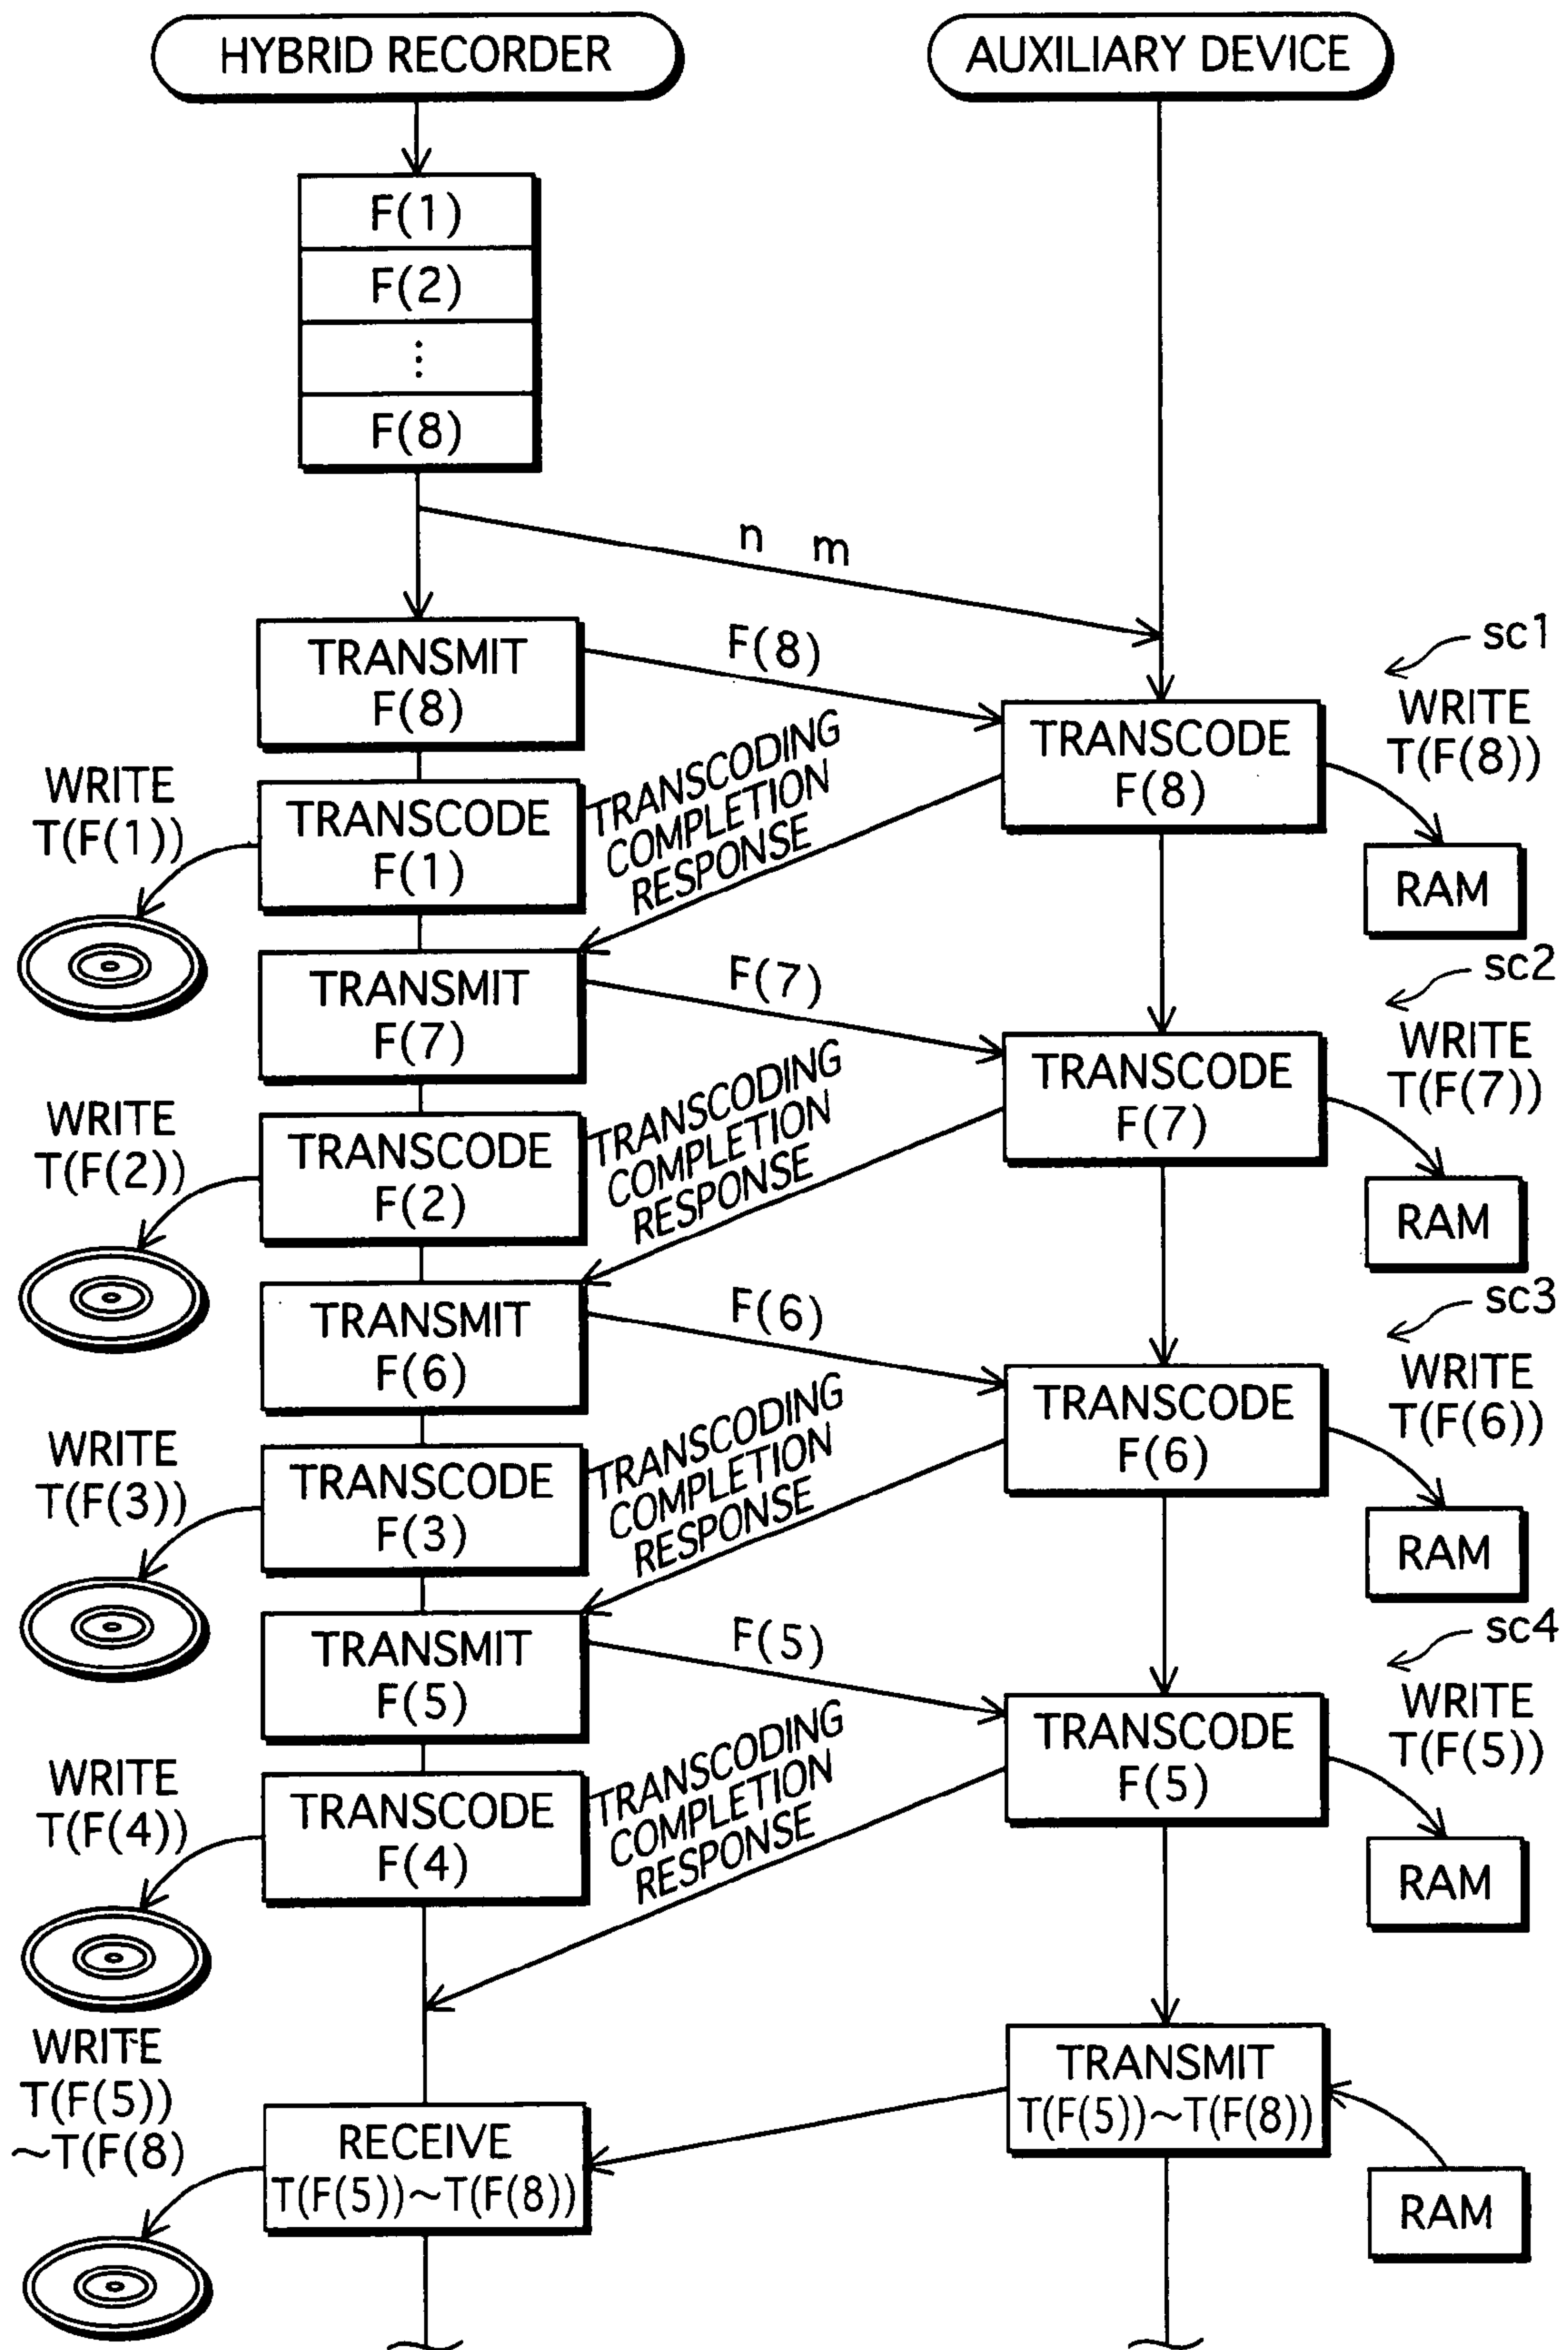 HYBRID RECORDER
AUXILIARY DEVICE
F(1)
F(2)
⋮
F(8)
n m
TRANSMIT
F(8)
F(8)
sc1
TRANSCODE
F(8)
WRITE
T(F(8))
RAM
WRITE
T(F(1))
TRANSCODE
F(1)
TRANSCODING
COMPLETION
RESPONSE
TRANSMIT
F(7)
F(7)
sc2
TRANSCODE
F(7)
WRITE
T(F(7))
RAM
WRITE
T(F(2))
TRANSCODE
F(2)
TRANSCODING
COMPLETION
RESPONSE
TRANSMIT
F(6)
F(6)
sc3
TRANSCODE
F(6)
WRITE
T(F(6))
RAM
WRITE
T(F(3))
TRANSCODE
F(3)
TRANSCODING
COMPLETION
RESPONSE
TRANSMIT
F(5)
F(5)
sc4
TRANSCODE
F(5)
WRITE
T(F(5))
RAM
WRITE
T(F(4))
TRANSCODE
F(4)
TRANSCODING
COMPLETION
RESPONSE
TRANSMIT
T(F(5))~T(F(8))
RAM
WRITE
T(F(5))
~T(F(8)
RECEIVE
T(F(5))~T(F(8))